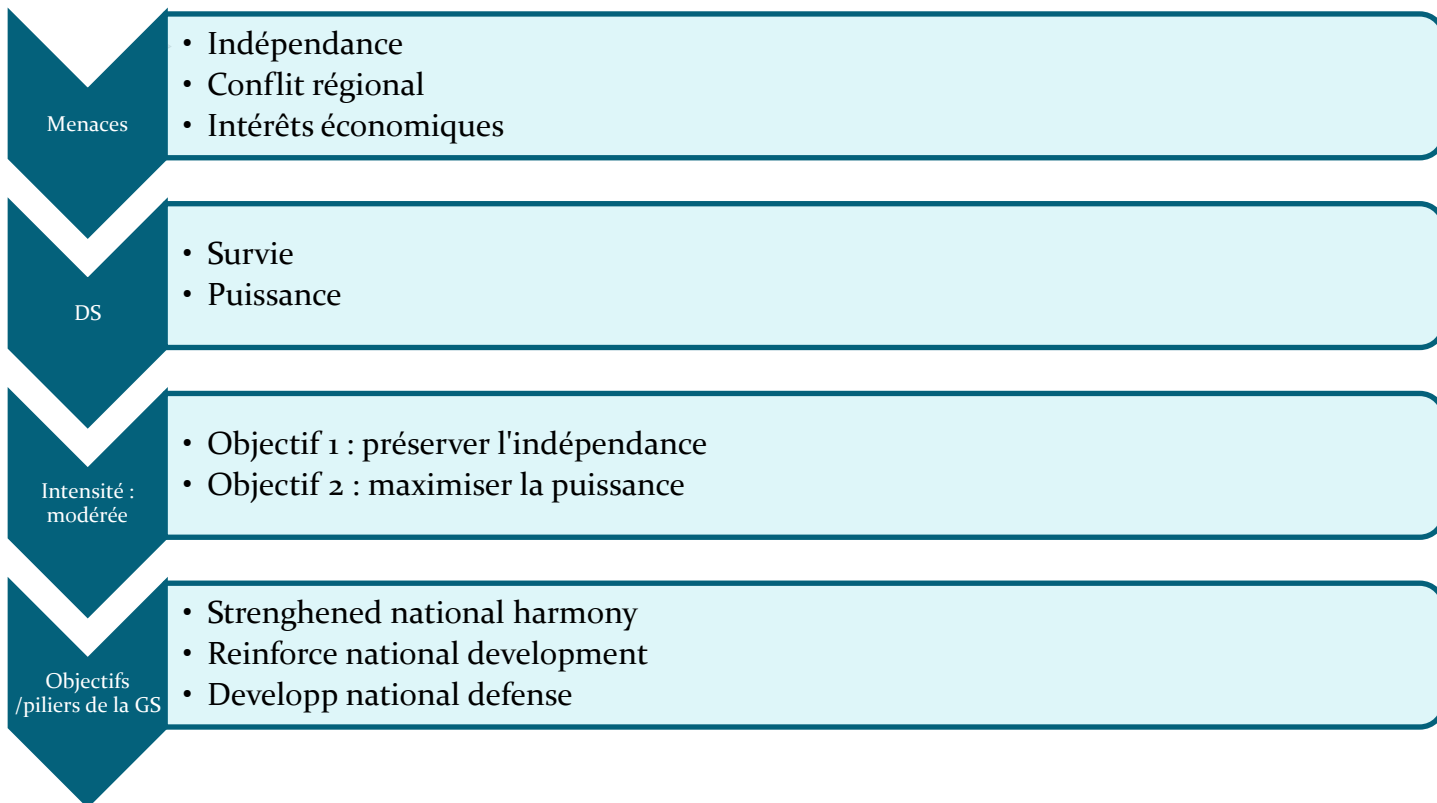 Menaces
• Indépendance
• Conflit régional
• Intérêts économiques
DS
• Survie
• Puissance
Intensité :
modérée
• Objectif 1 : préserver l'indépendance
• Objectif 2 : maximiser la puissance
Objectifs
/piliers de la GS
• Strenghened national harmony
• Reinforce national development
• Developp national defense